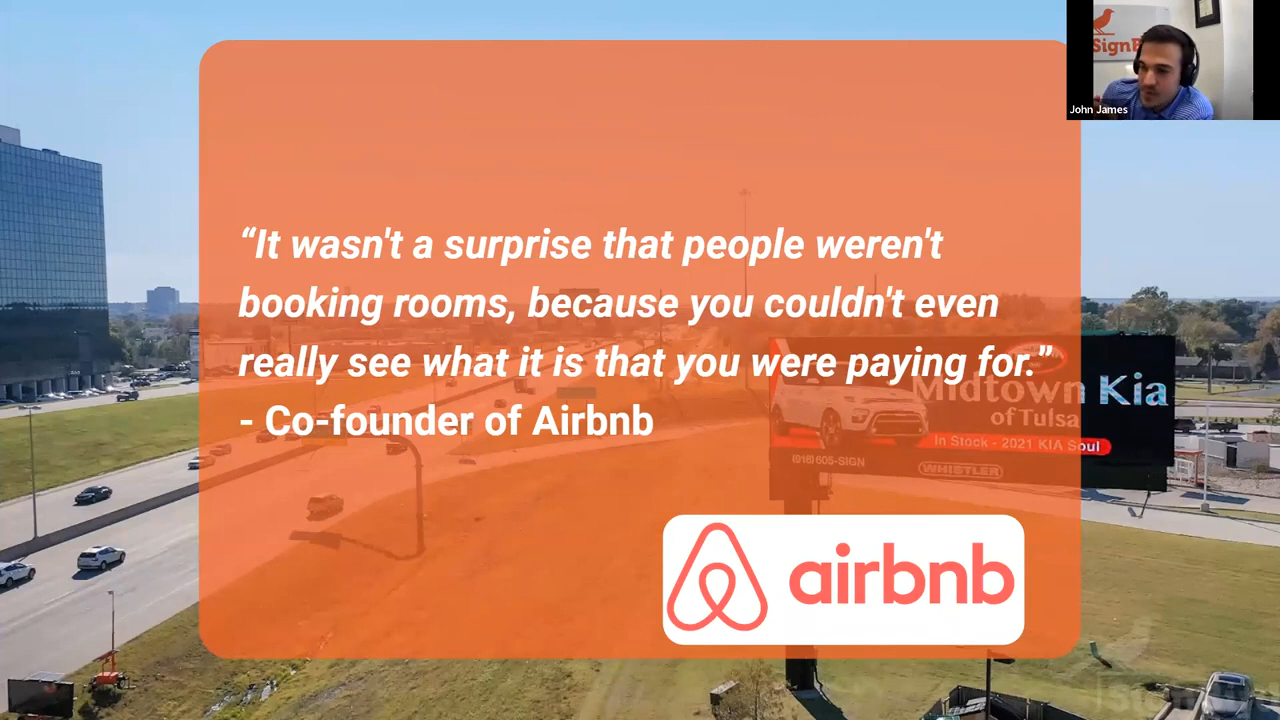 SignB
John James
“It wasn't a surprise that people weren't
booking rooms, because you couldn't even
really see what it is that you were paying for.”
- Co-founder of Airbnb
Midtown Kia
of Tulsa
In Stock - 2021 KIA Soul
(918) 605-SIGN
WHISTLER
airbnb